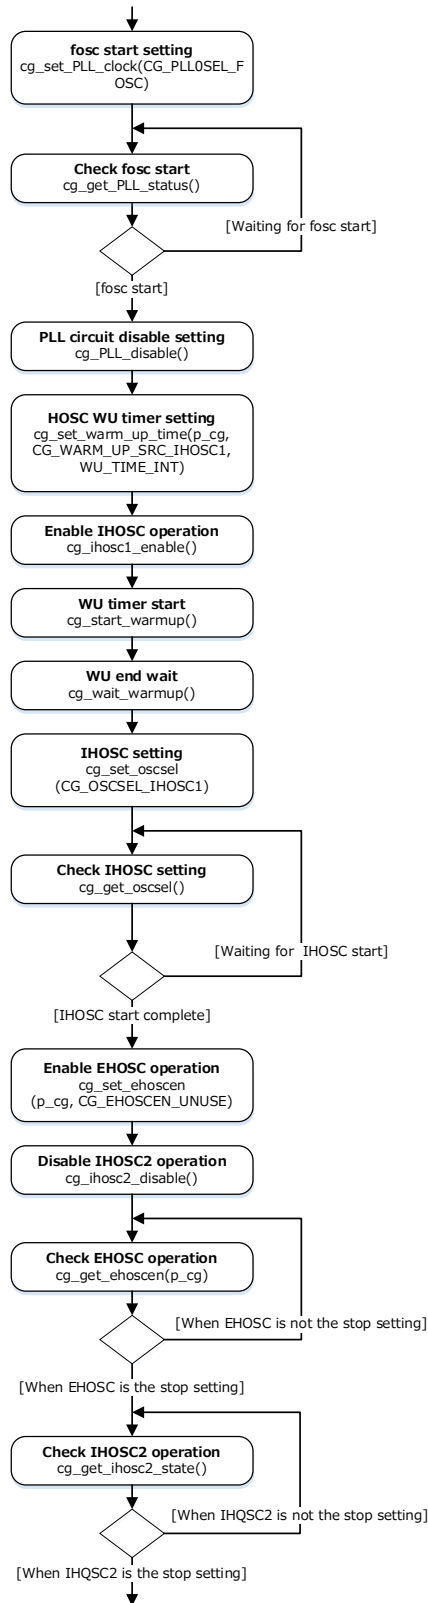 fosc start setting
cg_set_PLL_clock(CG_PLL0SEL_F
OSC)
Check fosc start
cg_get_PLL_status()
[Waiting for fosc start]
[fosc start]
PLL circuit disable setting
cg_PLL_disable()
HOSC WU timer setting
cg_set_warm_up_time(p_cg,
CG_WARM_UP_SRC_IHOSC1,
WU_TIME_INT)
Enable IHOSC operation
cg_ihosc1_enable()
WU timer start
cg_start_warmup()
WU end wait
cg_wait_warmup()
IHOSC setting
cg_set_oscsel
(CG_OSCSEL_IHOSC1)
Check IHOSC setting
cg_get_oscsel()
[Waiting for  IHOSC start]
[IHOSC start complete]
Enable EHOSC operation
cg_set_ehoscen
(p_cg, CG_EHOSCEN_UNUSE)
Disable IHOSC2 operation
cg_ihosc2_disable()
Check EHOSC operation
cg_get_ehoscen(p_cg)
[When EHOSC is not the stop setting]
[When EHOSC is the stop setting]
Check IHOSC2 operation
cg_get_ihosc2_state()
[When IHQSC2 is not the stop setting]
[When IHQSC2 is the stop setting]